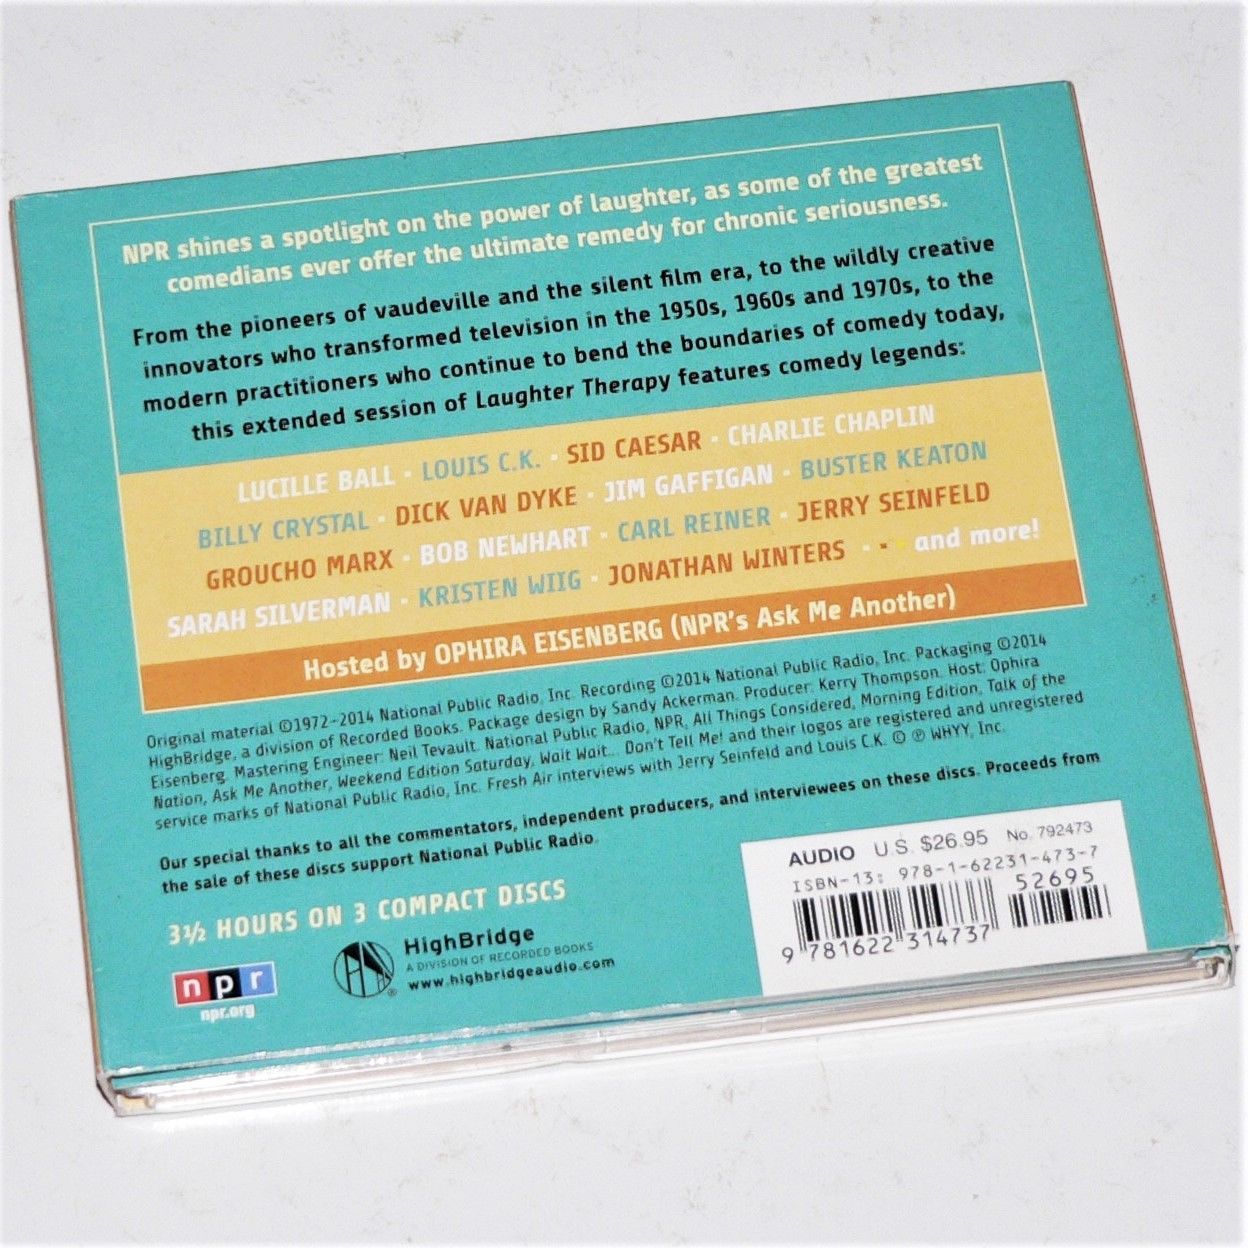 NPR shines a spotlight on the power of laughter, as some of the greatest
comedians ever offer the ultimate remedy for chronic seriousness.
From the pioneers of vaudeville and the silent film era, to the wildly creative
innovators who transformed television in the 1950s, 1960s and 1970s, to the
modern practitioners who continue to bend the boundaries of comedy today,
this extended session of Laughter Therapy features comedy legends:
LUCILLE BALL · LOUIS C.K. · SID CAESAR · CHARLIE CHAPLIN
BILLY CRYSTAL · DICK VAN DYKE · JIM GAFFIGAN · BUSTER KEATON
GROUCHO MARX · BOB NEWHART · CARL REINER · JERRY SEINFELD
SARAH SILVERMAN · KRISTEN WIIG · JONATHAN WINTERS · · · and more!
Hosted by OPHIRA EISENBERG (NPR's Ask Me Another)
Original material ©1972-2014 National Public Radio, Inc. Recording ©2014 National Public Radio, Inc. Packaging ©2014
HighBridge, a division of Recorded Books. Package design by Sandy Ackerman. Producer: Kerry Thompson. Host: Ophira
Eisenberg. Mastering Engineer: Neil Tevault. National Public Radio, NPR, All Things Considered, Morning Edition, Talk of the
Nation, Ask Me Another, Weekend Edition Saturday, Wait Wait... Don't Tell Me! and their logos are registered and unregistered
service marks of National Public Radio, Inc. Fresh Air interviews with Jerry Seinfeld and Louis C.K. © ℗ WHYY, Inc.
Our special thanks to all the commentators, independent producers, and interviewees on these discs. Proceeds from
the sale of these discs support National Public Radio.
3½ HOURS ON 3 COMPACT DISCS
npr
npr.org
HighBridge
A DIVISION OF RECORDED BOOKS
www.highbridgeaudio.com
®
AUDIO U.S. $26.95 No. 792473
ISBN-13: 978-1-62231-473-7
52695
9 781622 314737